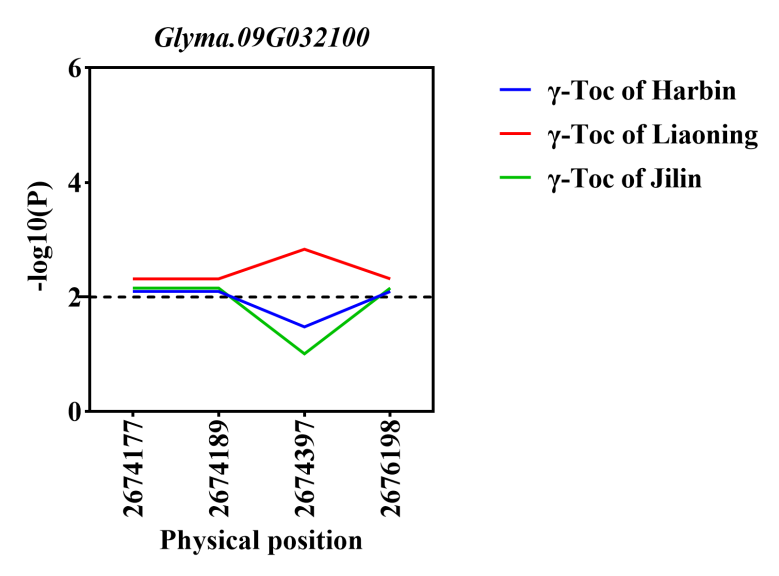 Glyma.09G032100
6
4
2
0
-log10(P)
2674177
2674189
2674397
2676198
Physical position
γ-Toc of Harbin
γ-Toc of Liaoning
γ-Toc of Jilin